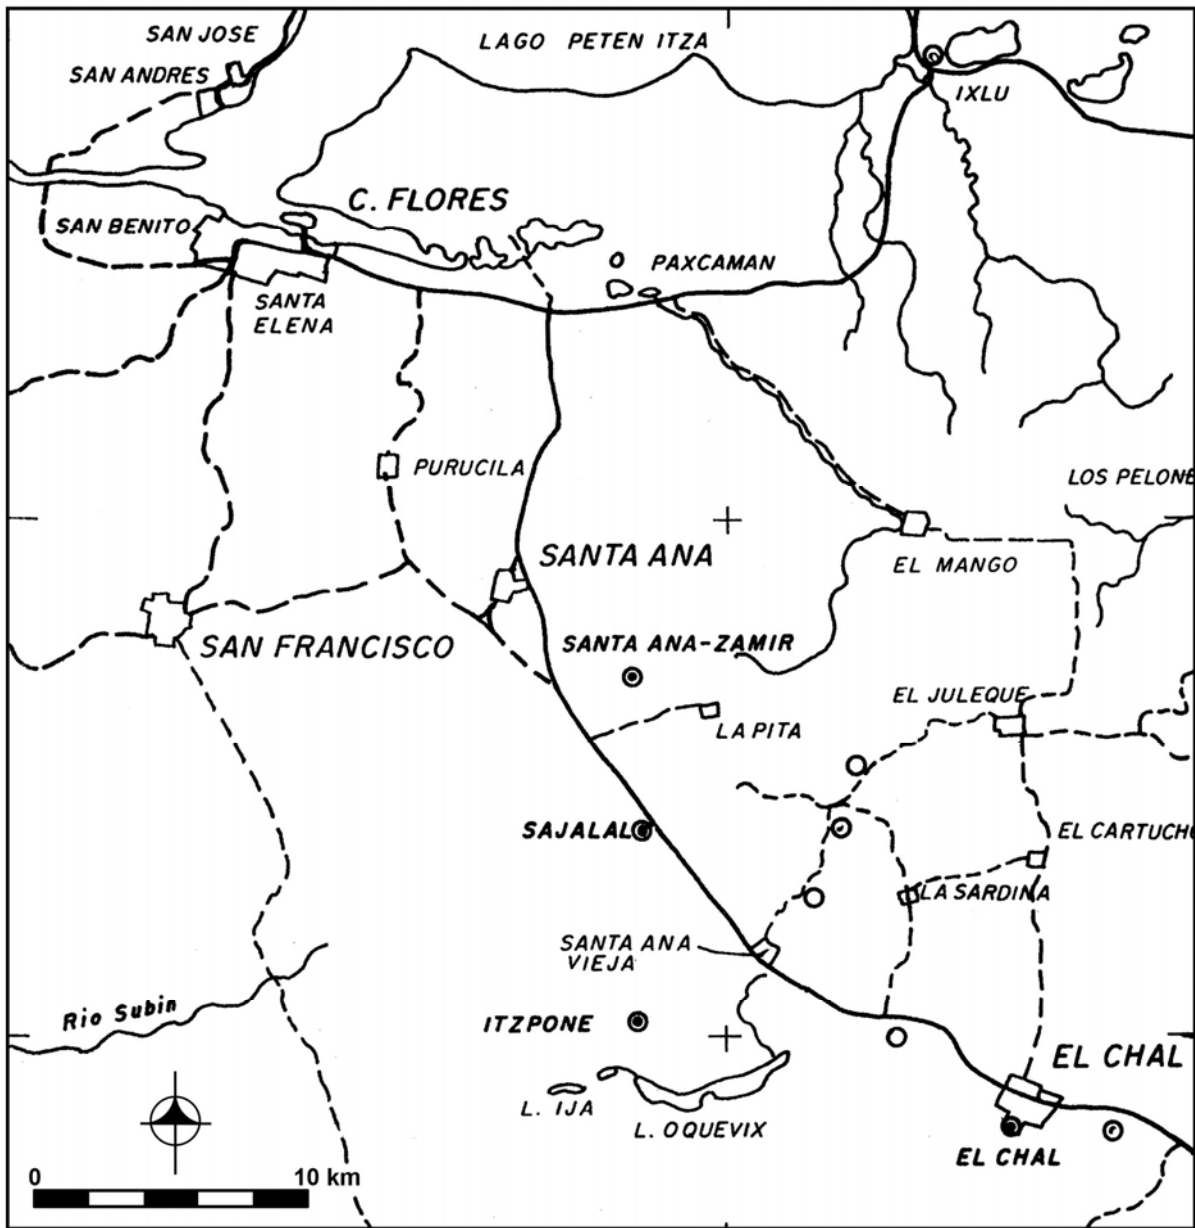 SAN JOSE
LAGO PETEN ITZA
SAN ANDRES
IXLU
C. FLORES
SAN BENITO
PAXCAMAN
SANTA
ELENA
PURUCILA
LOS PELONE
SANTA ANA
EL MANGO
SAN FRANCISCO
SANTA ANA-ZAMIR
EL JULEQUE
LA PITA
SAJALAL
EL CARTUCHO
LA SARDINA
SANTA ANA
VIEJA
Rio Subin
ITZPONE
EL CHAL
L. IJA
L. OQUEVIX
EL CHAL
0 10 km